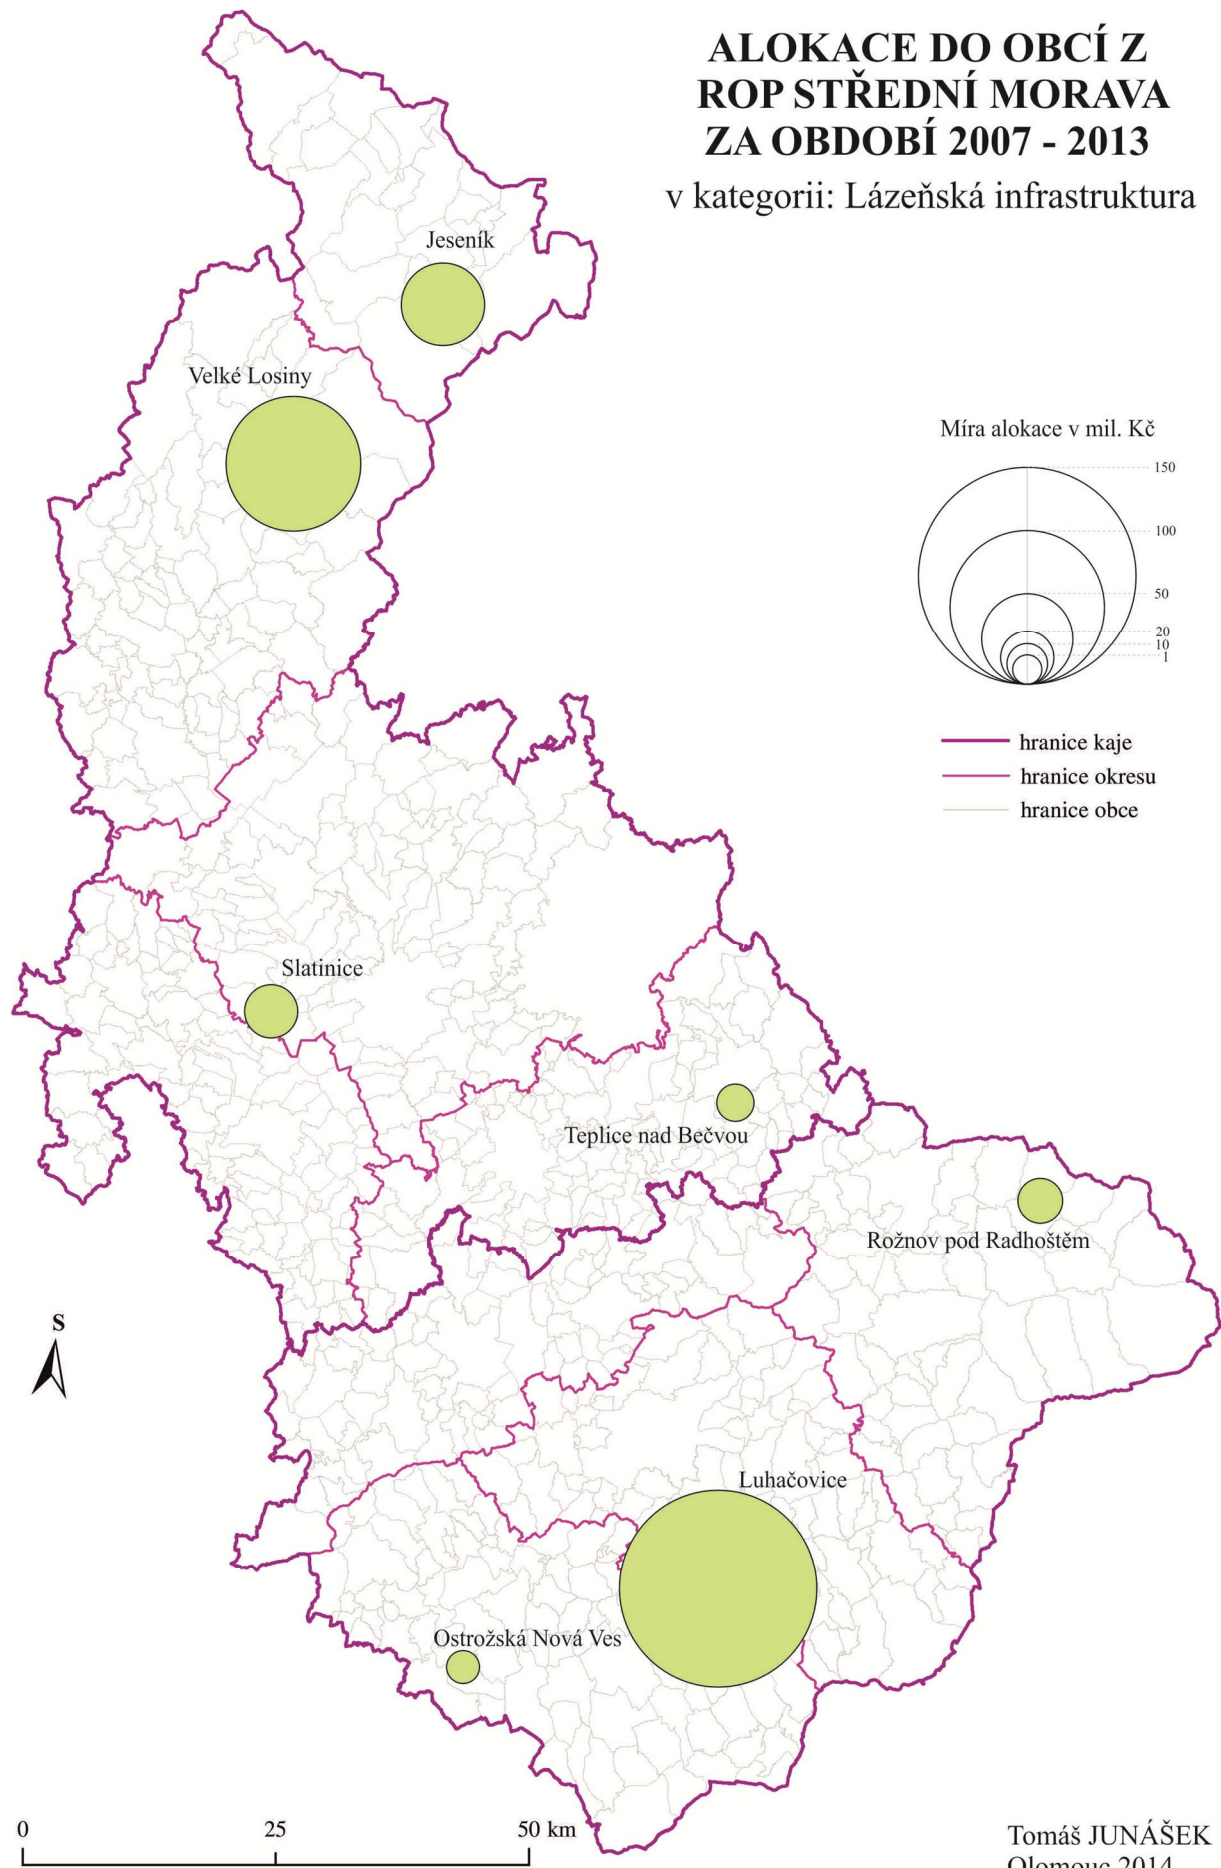 ALOKACE DO OBCÍ Z
ROP STŘEDNÍ MORAVA
ZA OBDOBÍ 2007 - 2013
v kategorii: Lázeňská infrastruktura
Jeseník
Velké Losiny
Míra alokace v mil. Kč
150
100
50
20
10
1
hranice kaje
hranice okresu
hranice obce
Slatinice
Teplice nad Bečvou
Rožnov pod Radhoštěm
S
Luhačovice
Ostrožská Nová Ves
0 25 50 km
Tomáš JUNÁŠEK
Olomouc 2014